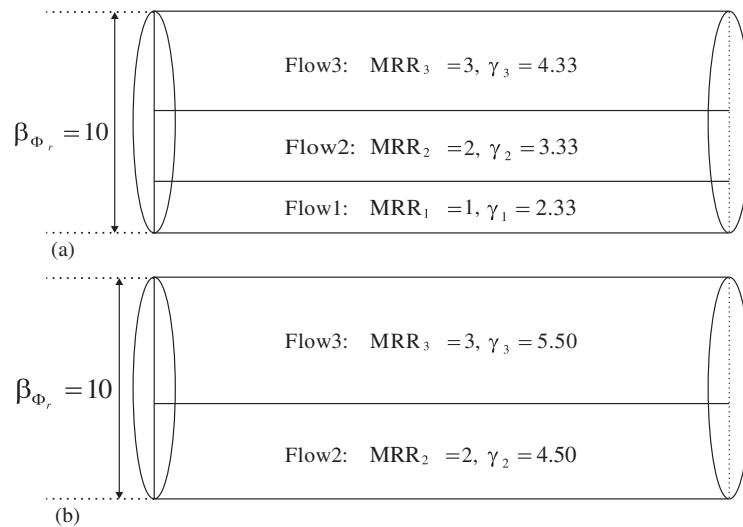 Flow3: MRR₃ =3, γ₃ =4.33
β_Φᵣ =10
Flow2: MRR₂ =2, γ₂ =3.33
Flow1: MRR₁ =1, γ₁ =2.33
(a)
Flow3: MRR₃ =3, γ₃ =5.50
β_Φᵣ =10
Flow2: MRR₂ =2, γ₂ =4.50
(b)